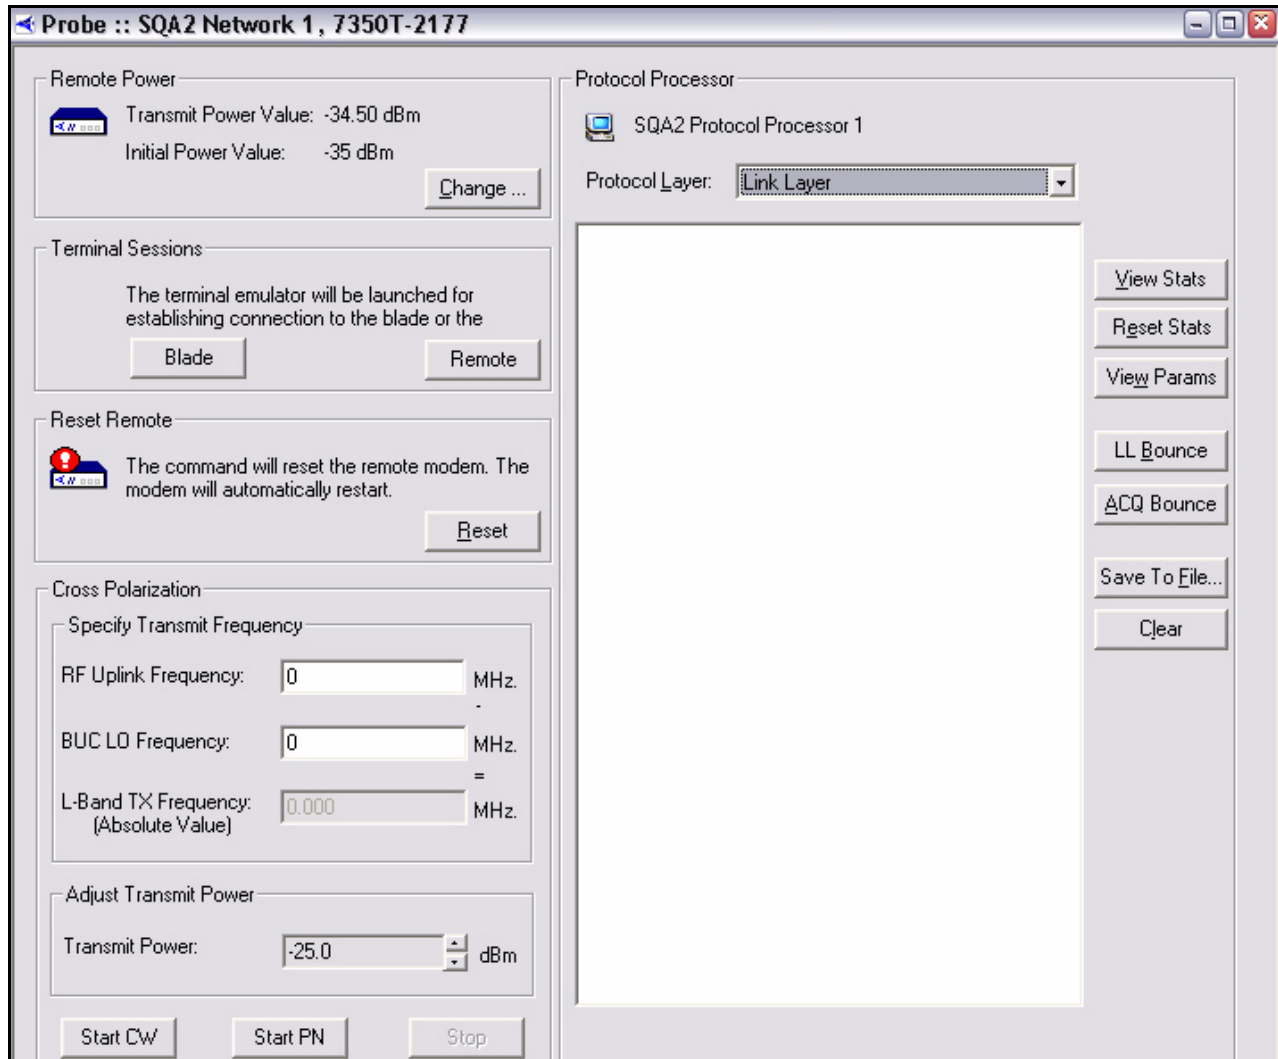 Probe :: SQA2 Network 1, 7350T-2177
Remote Power
Transmit Power Value: -34.50 dBm
Initial Power Value: -35 dBm
Change ...
Terminal Sessions
The terminal emulator will be launched for
establishing connection to the blade or the
Blade
Remote
Reset Remote
The command will reset the remote modem. The
modem will automatically restart.
Reset
Cross Polarization
Specify Transmit Frequency
RF Uplink Frequency: 0 MHz.
-
BUC LO Frequency: 0 MHz.
=
L-Band TX Frequency: 0.000 MHz.
(Absolute Value)
Adjust Transmit Power
Transmit Power: -25.0 dBm
Start CW
Start PN
Stop
Protocol Processor
SQA2 Protocol Processor 1
Protocol Layer: Link Layer
View Stats
Reset Stats
View Params
LL Bounce
ACQ Bounce
Save To File...
Clear